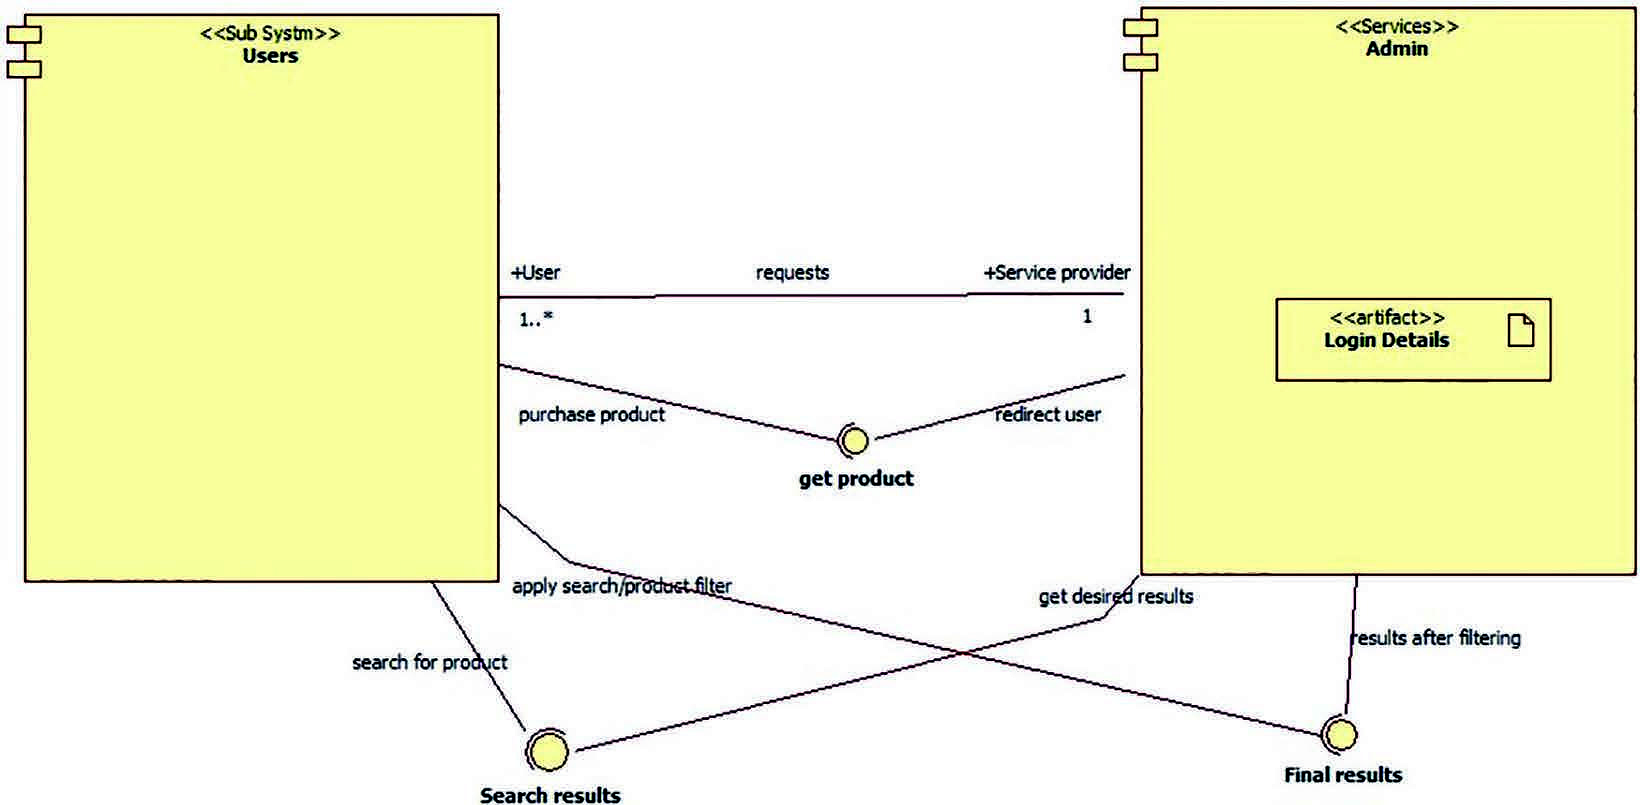 <<Sub Systm>>
Users
<<Services>>
Admin
+User
requests
+Service provider
1..*
1
<<artifact>>
Login Details
purchase product
redirect user
get product
apply search/product filter
get desired results
results after filtering
search for product
Final results
Search results